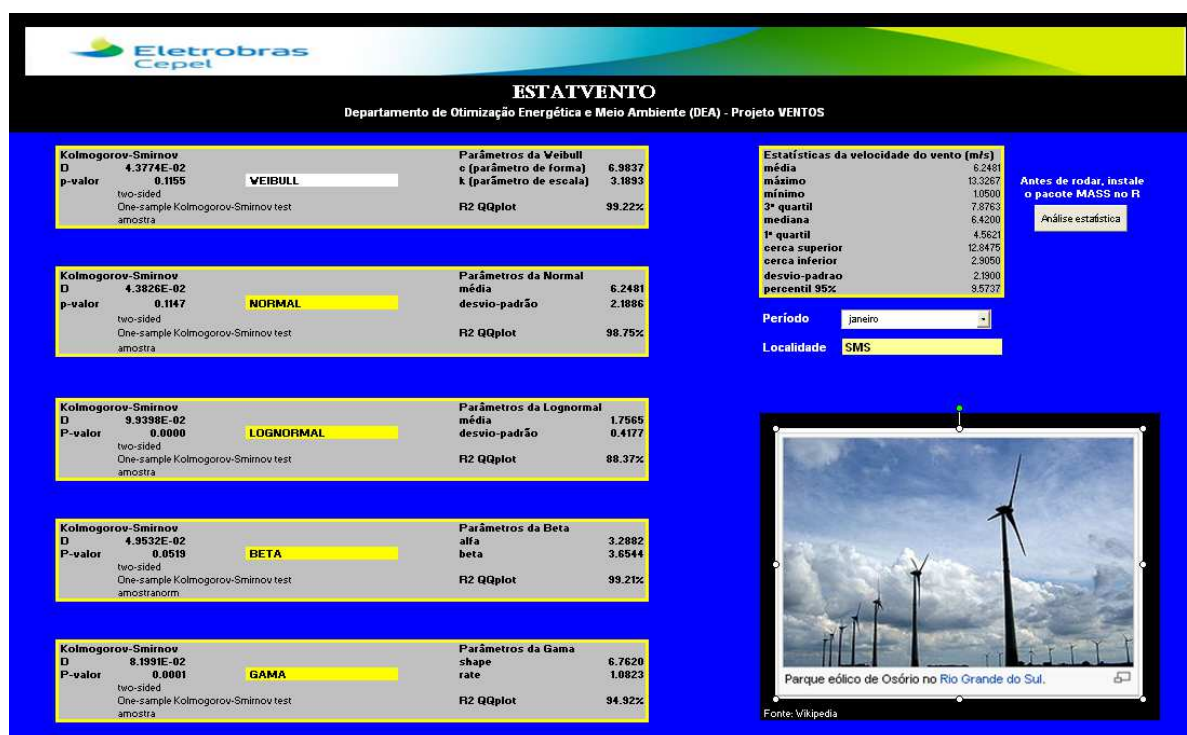 Eletrobras
Cepel
ESTATVENTO
Departamento de Otimização Energética e Meio Ambiente (DEA) - Projeto VENTOS
Kolmogorov-Smirnov Parâmetros da Weibull
D 4.3774E-02 c (parâmetro de forma) 6.9837
p-valor 0.1155 WEIBULL k (parâmetro de escala) 3.1893
two-sided
One-sample Kolmogorov-Smirnov test R2 QQplot 99.22%
amostra
Kolmogorov-Smirnov Parâmetros da Normal
D 4.3826E-02 média 6.2481
p-valor 0.1147 NORMAL desvio-padrão 2.1886
two-sided
One-sample Kolmogorov-Smirnov test R2 QQplot 98.75%
amostra
Kolmogorov-Smirnov Parâmetros da Lognormal
D 9.9398E-02 média 1.7565
P-valor 0.0000 LOGNORMAL desvio-padrão 0.4177
two-sided
One-sample Kolmogorov-Smirnov test R2 QQplot 88.37%
amostra
Kolmogorov-Smirnov Parâmetros da Beta
D 4.9532E-02 alfa 3.2882
P-valor 0.0519 BETA beta 3.6544
two-sided
One-sample Kolmogorov-Smirnov test R2 QQplot 99.21%
amostranorm
Kolmogorov-Smirnov Parâmetros da Gama
D 8.1991E-02 shape 6.7620
P-valor 0.0001 GAMA rate 1.0823
two-sided
One-sample Kolmogorov-Smirnov test R2 QQplot 94.92%
amostra
Estatísticas da velocidade do vento (m/s)
média 6.2481
máximo 13.3267
mínimo 1.0500
3º quartil 7.8763
mediana 6.4200
1º quartil 4.5621
cerca superior 12.8475
cerca inferior 2.9050
desvio-padrao 2.1900
percentil 95% 9.5737
Antes de rodar, instale
o pacote MASS no R
Análise estatística
Período janeiro
Localidade SMS
Parque eólico de Osório no Rio Grande do Sul.
Fonte: Wikipedia